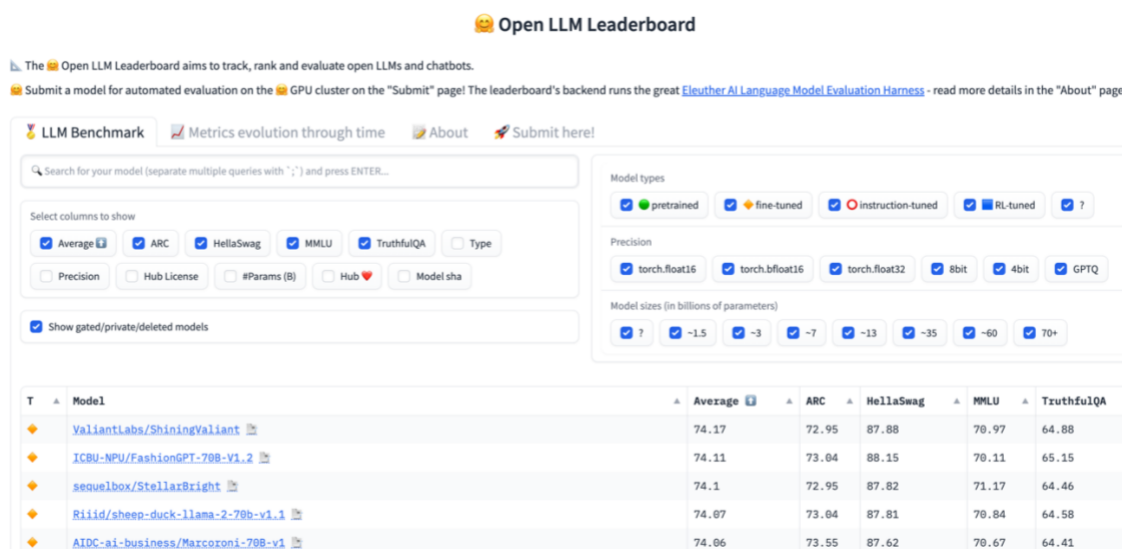 🤗 Open LLM Leaderboard
📐 The 🤗 Open LLM Leaderboard aims to track, rank and evaluate open LLMs and chatbots.
🤗 Submit a model for automated evaluation on the 🤗 GPU cluster on the "Submit" page! The leaderboard's backend runs the great Eleuther AI Language Model Evaluation Harness - read more details in the "About" page
🏅 LLM Benchmark 📈 Metrics evolution through time 📝 About 🚀 Submit here!
🔍 Search for your model (separate multiple queries with `;`) and press ENTER...
Select columns to show
Average ⬆️ ARC HellaSwag MMLU TruthfulQA Type
Precision Hub License #Params (B) Hub ❤️ Model sha
Show gated/private/deleted models
Model types
🟢 pretrained 🔶 fine-tuned ⭕ instruction-tuned 🟦 RL-tuned ?
Precision
torch.float16 torch.bfloat16 torch.float32 8bit 4bit GPTQ
Model sizes (in billions of parameters)
? ~1.5 ~3 ~7 ~13 ~35 ~60 70+
T Model Average ⬆️ ARC HellaSwag MMLU TruthfulQA
🔶 ValiantLabs/ShiningValiant 📑 74.17 72.95 87.88 70.97 64.88
🔶 ICBU-NPU/FashionGPT-70B-V1.2 📑 74.11 73.04 88.15 70.11 65.15
🔶 sequelbox/StellarBright 📑 74.1 72.95 87.82 71.17 64.46
🔶 Riiid/sheep-duck-llama-2-70b-v1.1 📑 74.07 73.04 87.81 70.84 64.58
🔶 AIDC-ai-business/Marcoroni-70B-v1 📑 74.06 73.55 87.62 70.67 64.41